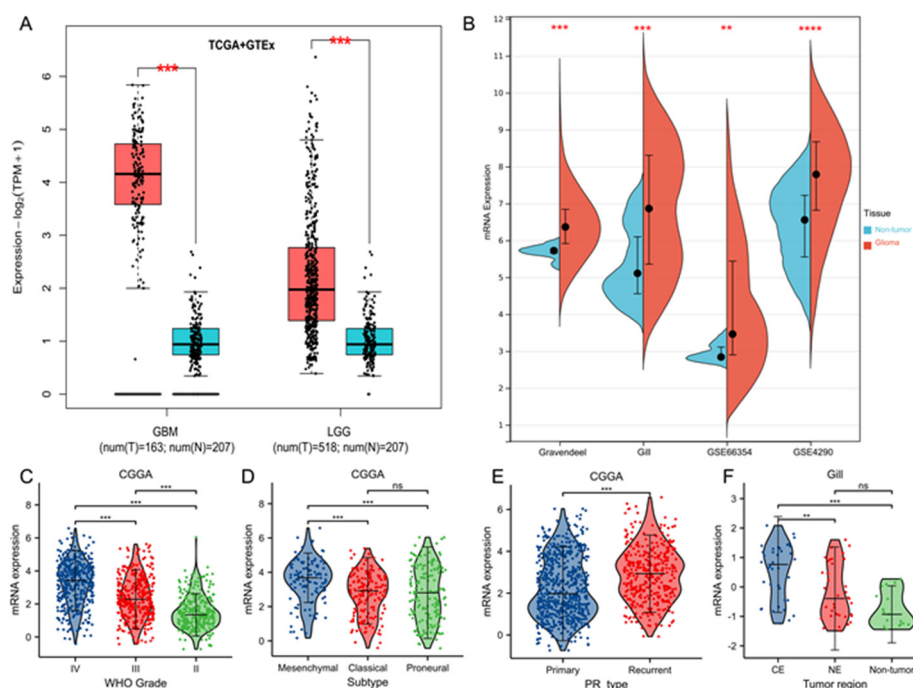 A
TCGA+GTEx
***
***
Expression − log2(TPM + 1)
6
5
4
3
2
1
0
GBM
(num(T)=163; num(N)=207)
LGG
(num(T)=518; num(N)=207)
B
***
***
**
****
mRNA Expression
12
11
10
9
8
7
6
5
4
3
2
1
Gravendeel
Gill
GSE66354
GSE4290
Tissue
Non-tumor
Glioma
C
CGGA
***
***
***
mRNA expression
6
4
2
0
IV
III
II
WHO Grade
D
CGGA
ns
***
***
mRNA expression
6
4
2
0
Mesenchymal
Classical
Proneural
Subtype
E
CGGA
***
mRNA expression
6
4
2
0
Primary
Recurrent
PR_type
F
Gill
ns
***
**
mRNA expression
3
2
1
0
-1
-2
CE
NE
Non-tumor
Tumor region